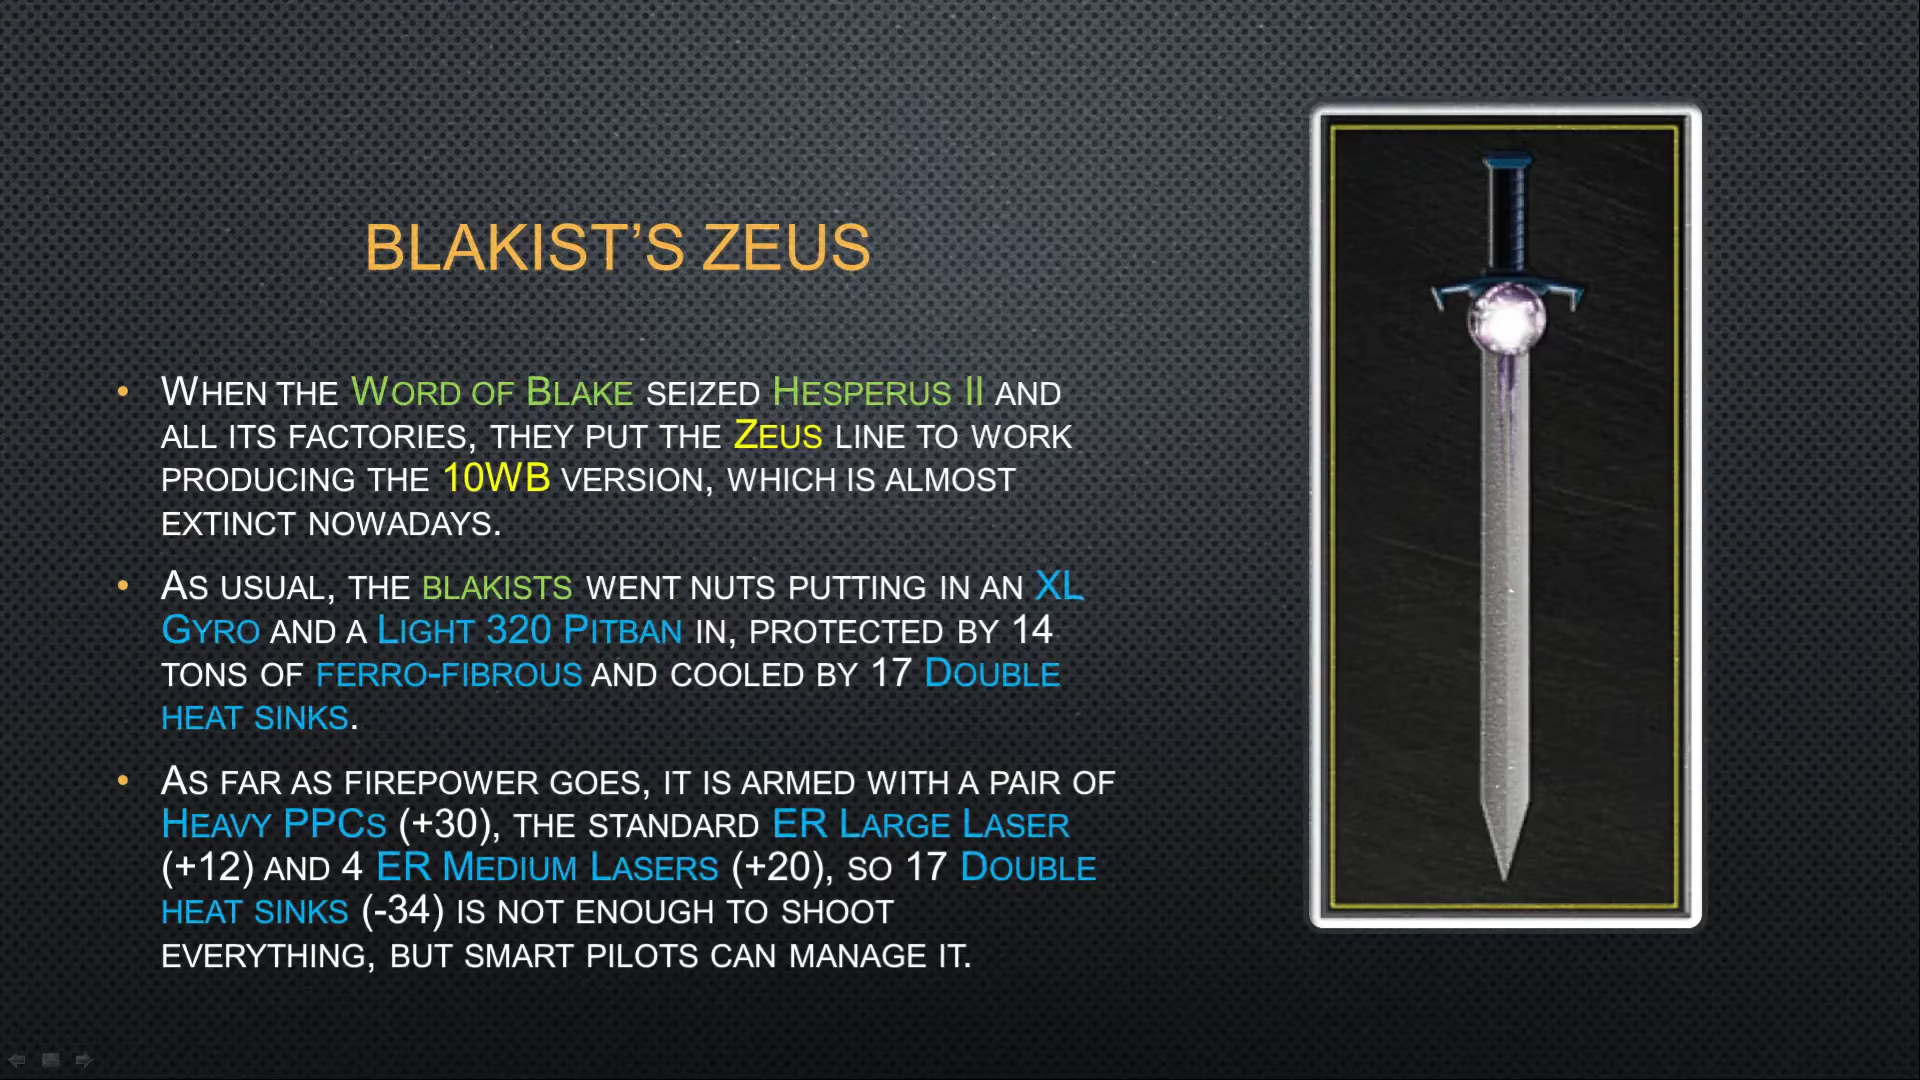 BLAKIST’S ZEUS
• WHEN THE WORD OF BLAKE SEIZED HESPERUS II AND
ALL ITS FACTORIES, THEY PUT THE ZEUS LINE TO WORK
PRODUCING THE 10WB VERSION, WHICH IS ALMOST
EXTINCT NOWADAYS.
• AS USUAL, THE BLAKISTS WENT NUTS PUTTING IN AN XL
GYRO AND A LIGHT 320 PITBAN IN, PROTECTED BY 14
TONS OF FERRO-FIBROUS AND COOLED BY 17 DOUBLE
HEAT SINKS.
• AS FAR AS FIREPOWER GOES, IT IS ARMED WITH A PAIR OF
HEAVY PPCS (+30), THE STANDARD ER LARGE LASER
(+12) AND 4 ER MEDIUM LASERS (+20), SO 17 DOUBLE
HEAT SINKS (-34) IS NOT ENOUGH TO SHOOT
EVERYTHING, BUT SMART PILOTS CAN MANAGE IT.